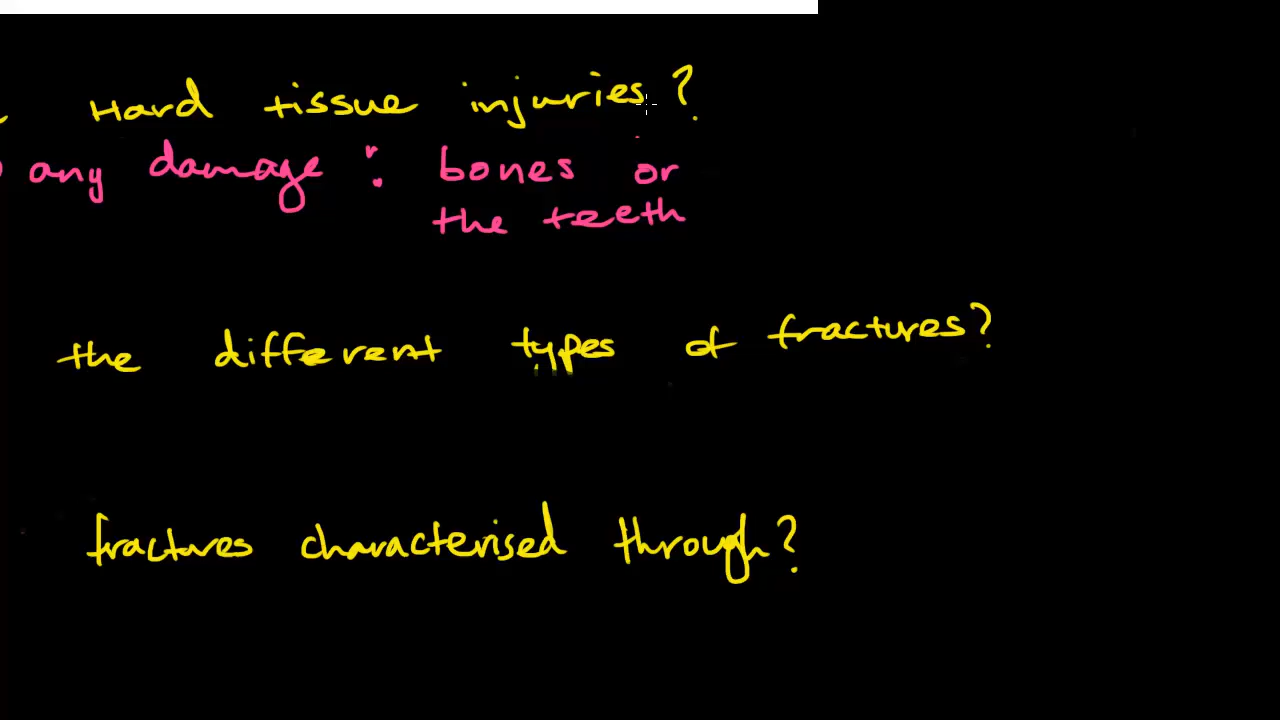 Hard tissue injuries?
any damage : bones or
the teeth
the different types of fractures?
fractures characterised through?